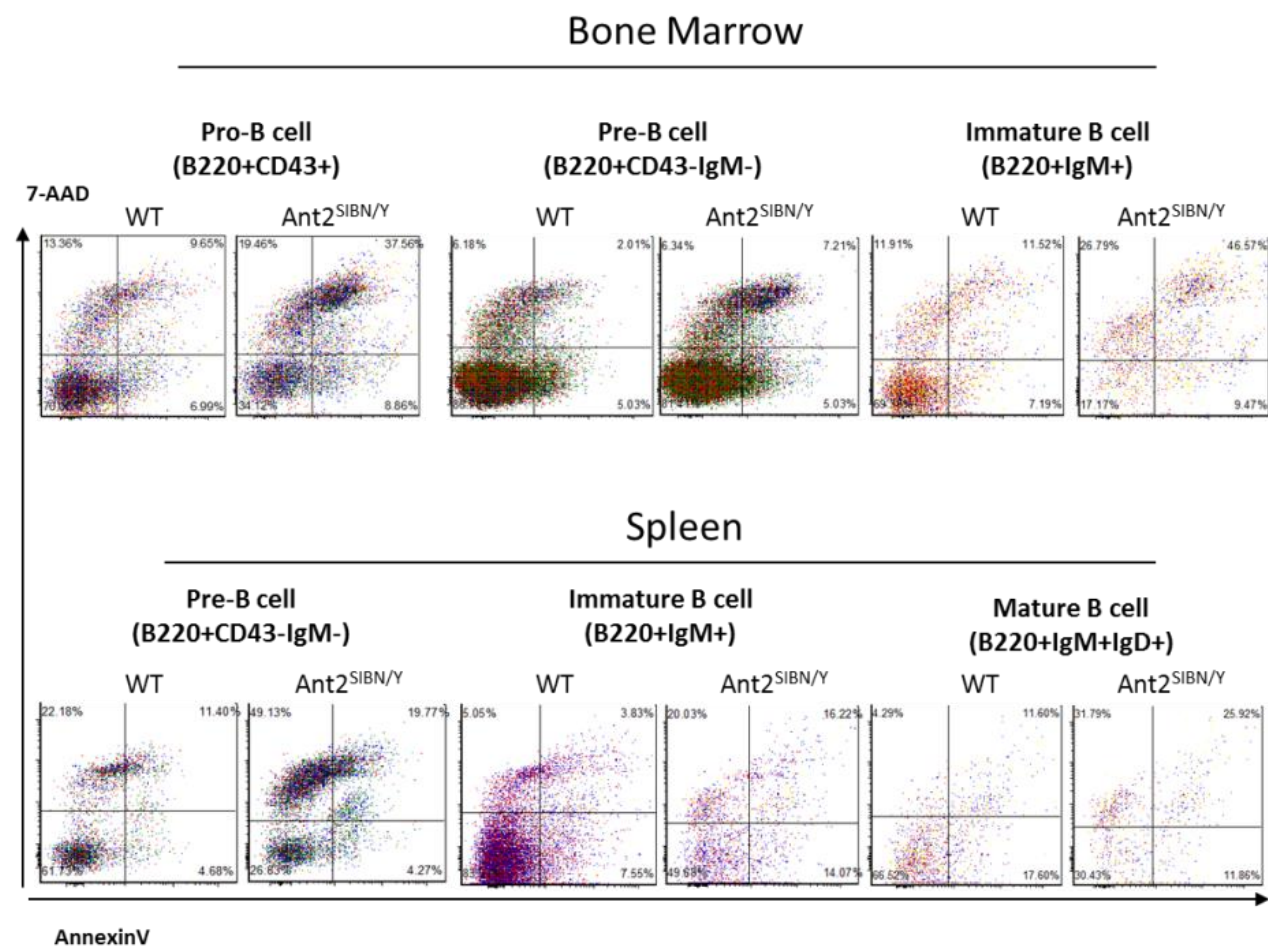 Bone Marrow
Pro-B cell
(B220+CD43+)
Pre-B cell
(B220+CD43-IgM-)
Immature B cell
(B220+IgM+)
7-AAD
WT
Ant2SIBN/Y
WT
Ant2SIBN/Y
WT
Ant2SIBN/Y
13.36%
9.65%
19.46%
37.56%
6.18%
2.01%
6.34%
7.21%
11.91%
11.52%
26.79%
46.57%
6.99%
8.86%
5.03%
5.03%
7.19%
17.17%
9.47%
Spleen
Pre-B cell
(B220+CD43-IgM-)
Immature B cell
(B220+IgM+)
Mature B cell
(B220+IgM+IgD+)
WT
Ant2SIBN/Y
WT
Ant2SIBN/Y
WT
Ant2SIBN/Y
22.18%
11.40%
49.13%
19.77%
5.05%
3.83%
20.03%
16.22%
4.29%
11.60%
31.79%
25.92%
4.68%
4.27%
7.55%
14.07%
66.52%
17.60%
30.43%
11.86%
AnnexinV